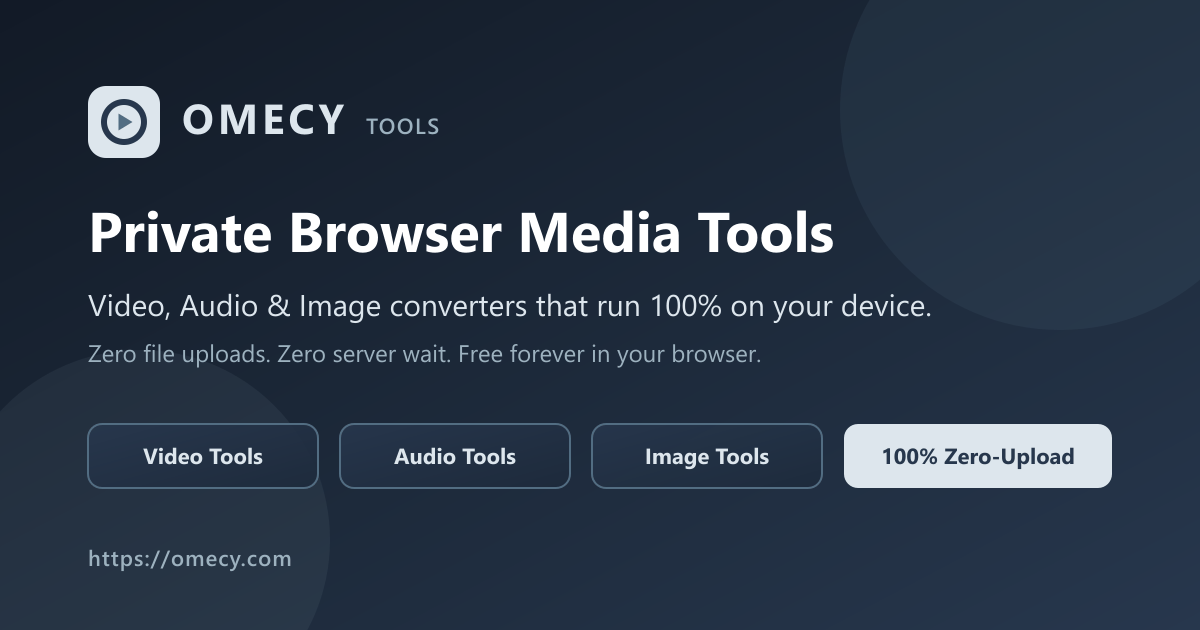 OMECY TOOLS
Private Browser Media Tools
Video, Audio & Image converters that run 100% on your device.
Zero file uploads. Zero server wait. Free forever in your browser.
Video Tools
Audio Tools
Image Tools
100% Zero-Upload
https://omecy.com